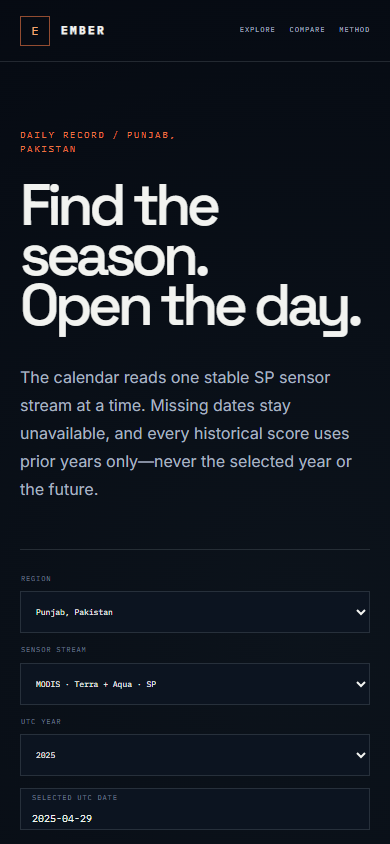 E EMBER EXPLORE COMPARE METHOD
DAILY RECORD / PUNJAB,
PAKISTAN
Find the
season.
Open the day.
The calendar reads one stable SP sensor
stream at a time. Missing dates stay
unavailable, and every historical score uses
prior years only—never the selected year or
the future.
REGION
Punjab, Pakistan
SENSOR STREAM
MODIS · Terra + Aqua · SP
UTC YEAR
2025
SELECTED UTC DATE
2025-04-29